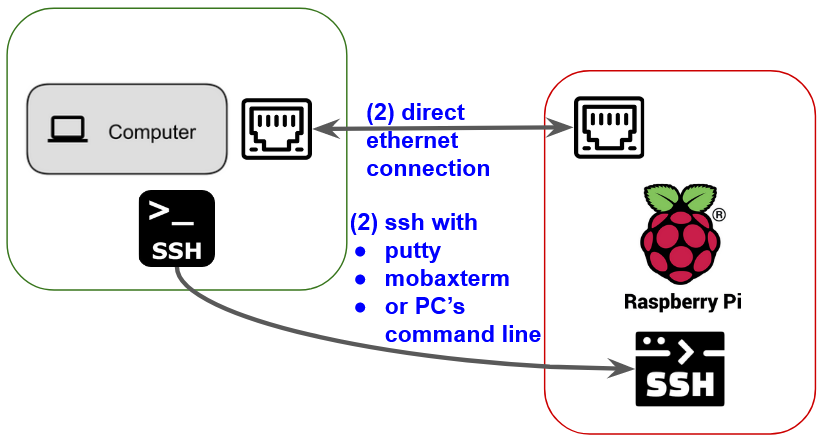 (2) direct
ethernet
connection
Computer
>_
SSH
(2) ssh with
● putty
● mobaxterm
● or PC's
command line
®
Raspberry Pi
SSH